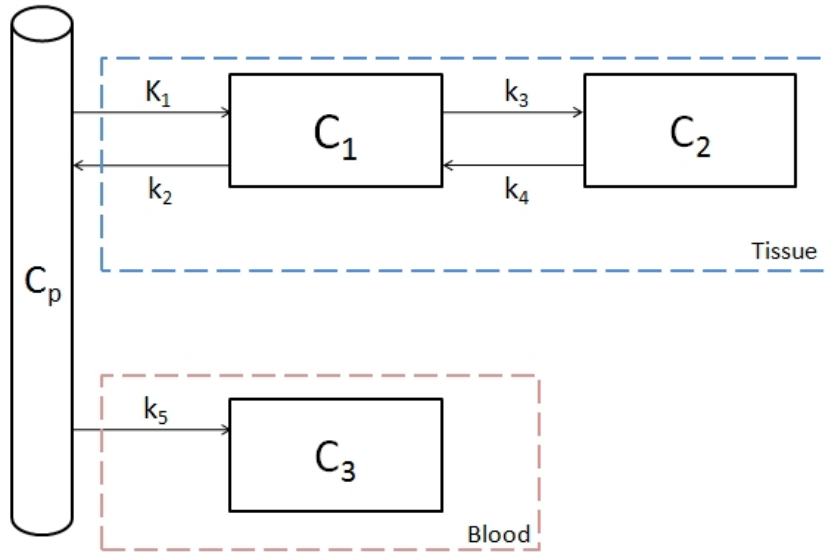 K₁
k₃
C₁
C₂
k₂
k₄
Tissue
Cₚ
k₅
C₃
Blood